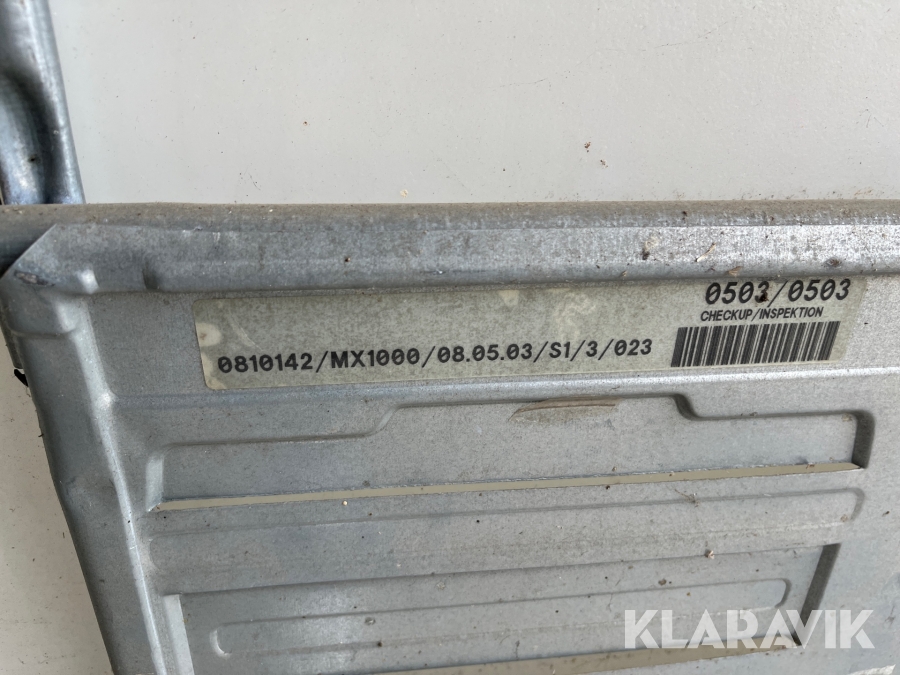 0503/0503
CHECKUP/INSPEKTION
0810142/MX1000/08.05.03/S1/3/023
KLARAVIK